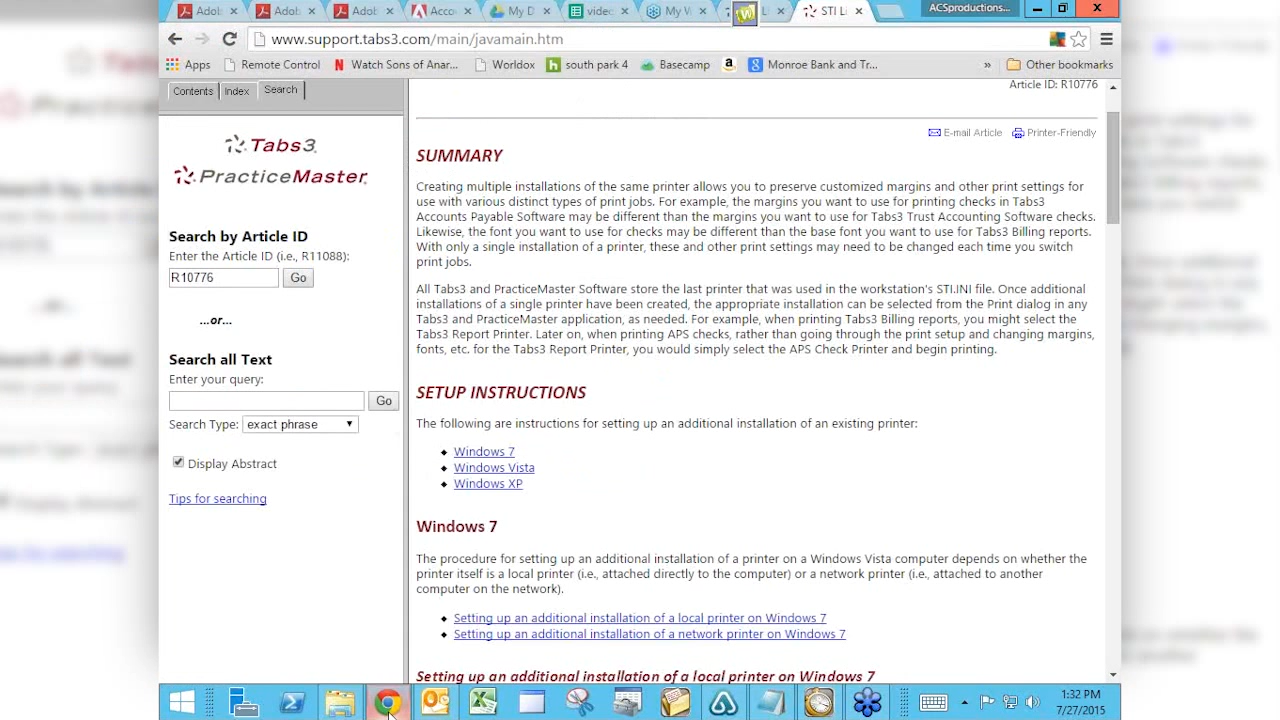 Adobe
Adobe
Adobe
Acco
My D
video
My W
L
STI Li
ACSproductions...
www.support.tabs3.com/main/javamain.htm
Apps
Remote Control
Watch Sons of Anar...
Worldox
south park 4
Basecamp
Monroe Bank and Tr...
»
Other bookmarks
Contents
Index
Search
Article ID: R10776
E-mail Article
Printer-Friendly
Tabs3
PracticeMaster
Search by Article ID
Enter the Article ID (i.e., R11088):
R10776
Go
...or...
Search all Text
Enter your query:
Go
Search Type:
exact phrase
Display Abstract
Tips for searching
SUMMARY
Creating multiple installations of the same printer allows you to preserve customized margins and other print settings for
use with various distinct types of print jobs. For example, the margins you want to use for printing checks in Tabs3
Accounts Payable Software may be different than the margins you want to use for Tabs3 Trust Accounting Software checks.
Likewise, the font you want to use for checks may be different than the base font you want to use for Tabs3 Billing reports.
With only a single installation of a printer, these and other print settings may need to be changed each time you switch
print jobs.
All Tabs3 and PracticeMaster Software store the last printer that was used in the workstation's STI.INI file. Once additional
installations of a single printer have been created, the appropriate installation can be selected from the Print dialog in any
Tabs3 and PracticeMaster application, as needed. For example, when printing Tabs3 Billing reports, you might select the
Tabs3 Report Printer. Later on, when printing APS checks, rather than going through the print setup and changing margins,
fonts, etc. for the Tabs3 Report Printer, you would simply select the APS Check Printer and begin printing.
SETUP INSTRUCTIONS
The following are instructions for setting up an additional installation of an existing printer:
Windows 7
Windows Vista
Windows XP
Windows 7
The procedure for setting up an additional installation of a printer on a Windows Vista computer depends on whether the
printer itself is a local printer (i.e., attached directly to the computer) or a network printer (i.e., attached to another
computer on the network).
Setting up an additional installation of a local printer on Windows 7
Setting up an additional installation of a network printer on Windows 7
Setting up an additional installation of a local printer on Windows 7
1:32 PM
7/27/2015